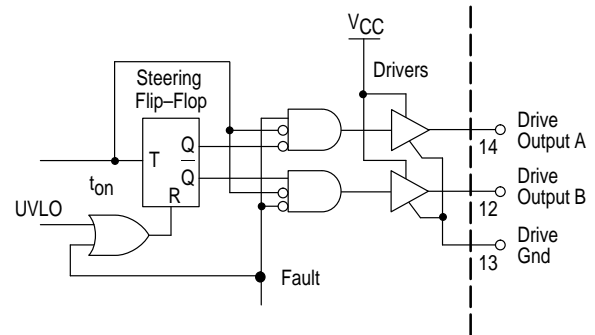 VCC
Steering
Flip–Flop
Drivers
Drive
Output A
14
T
Q
Q
R
ton
UVLO
Drive
Output B
12
Drive
Gnd
13
Fault